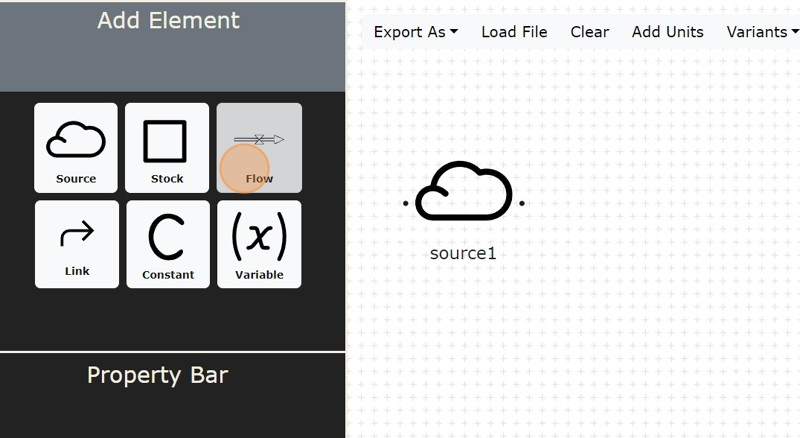 Add Element
Export As Load File Clear Add Units Variants
Source Stock Flow
Link Constant Variable
source1
Property Bar